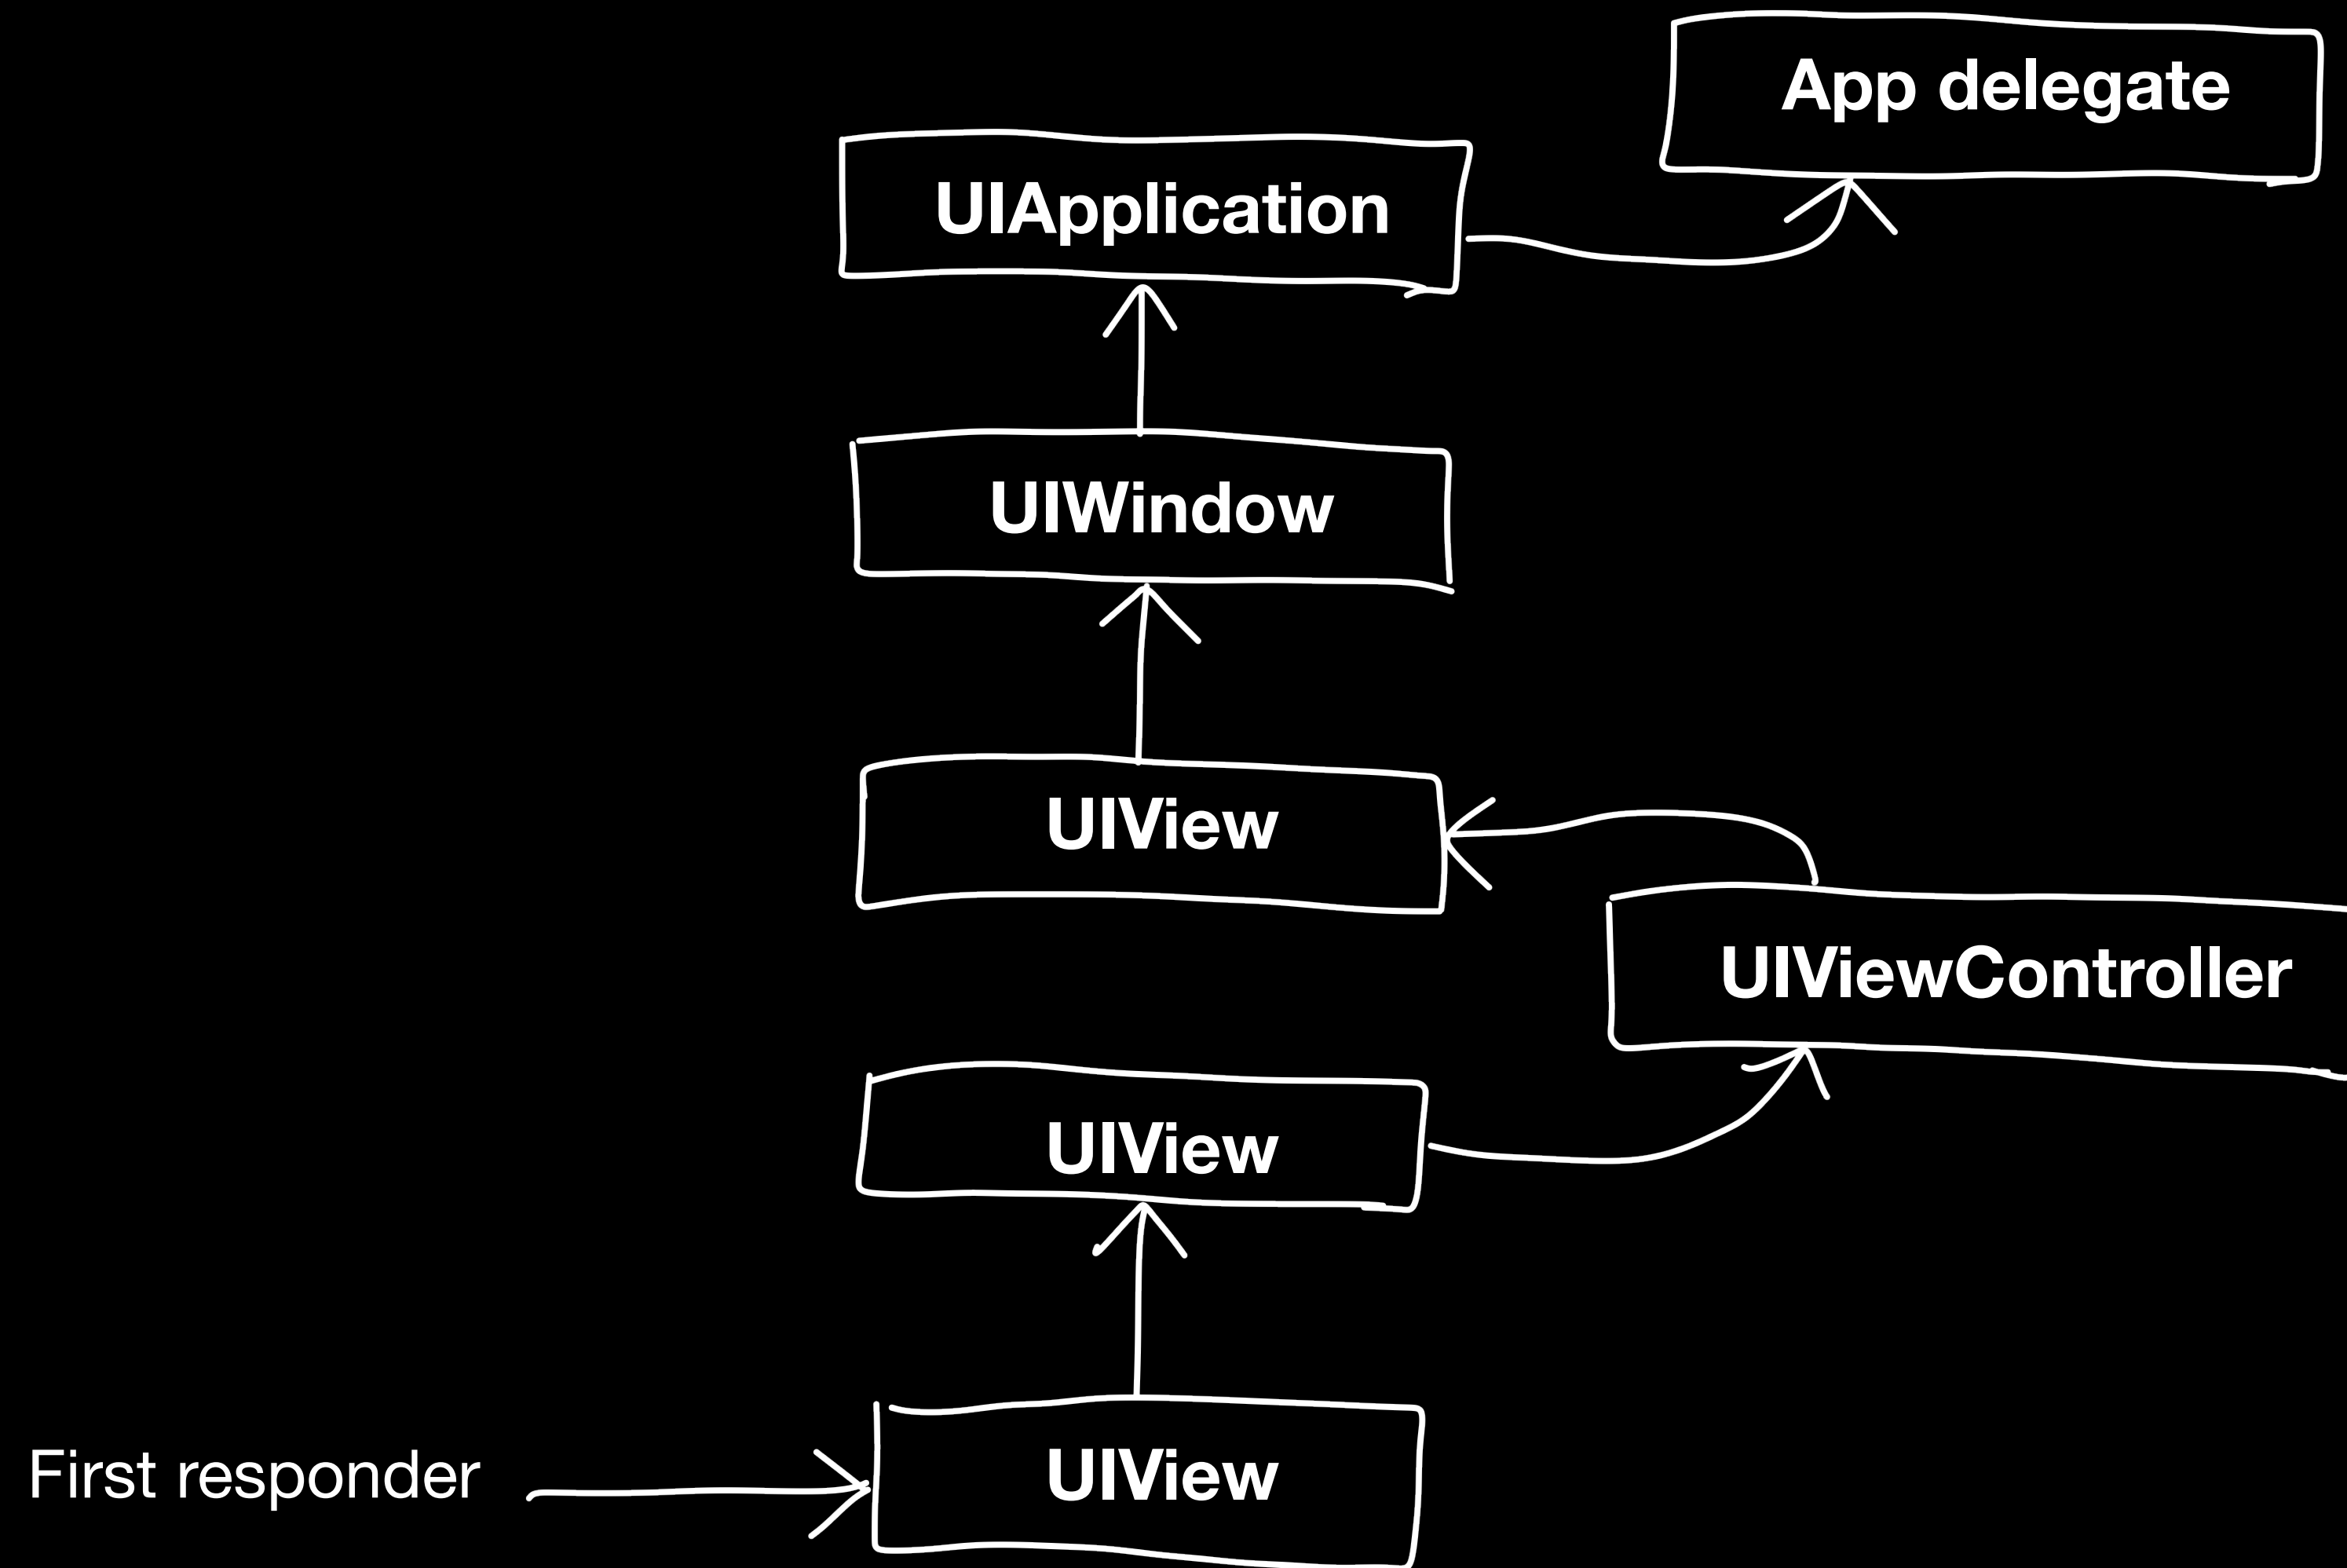 App delegate
UIApplication
UIWindow
UIView
UIViewController
UIView
First responder
UIView